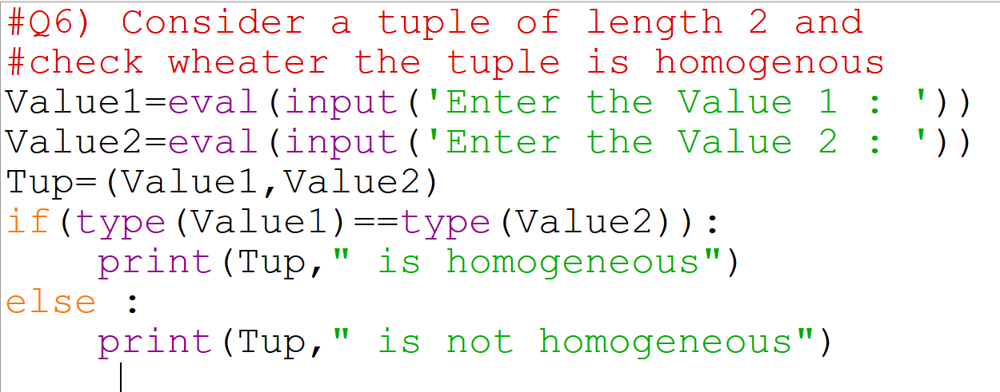 #Q6) Consider a tuple of length 2 and
#check wheater the tuple is homogenous
Value1=eval(input('Enter the Value 1 : '))
Value2=eval(input('Enter the Value 2 : '))
Tup=(Value1,Value2)
if(type(Value1)==type(Value2)):
    print(Tup," is homogeneous")
else :
    print(Tup," is not homogeneous")